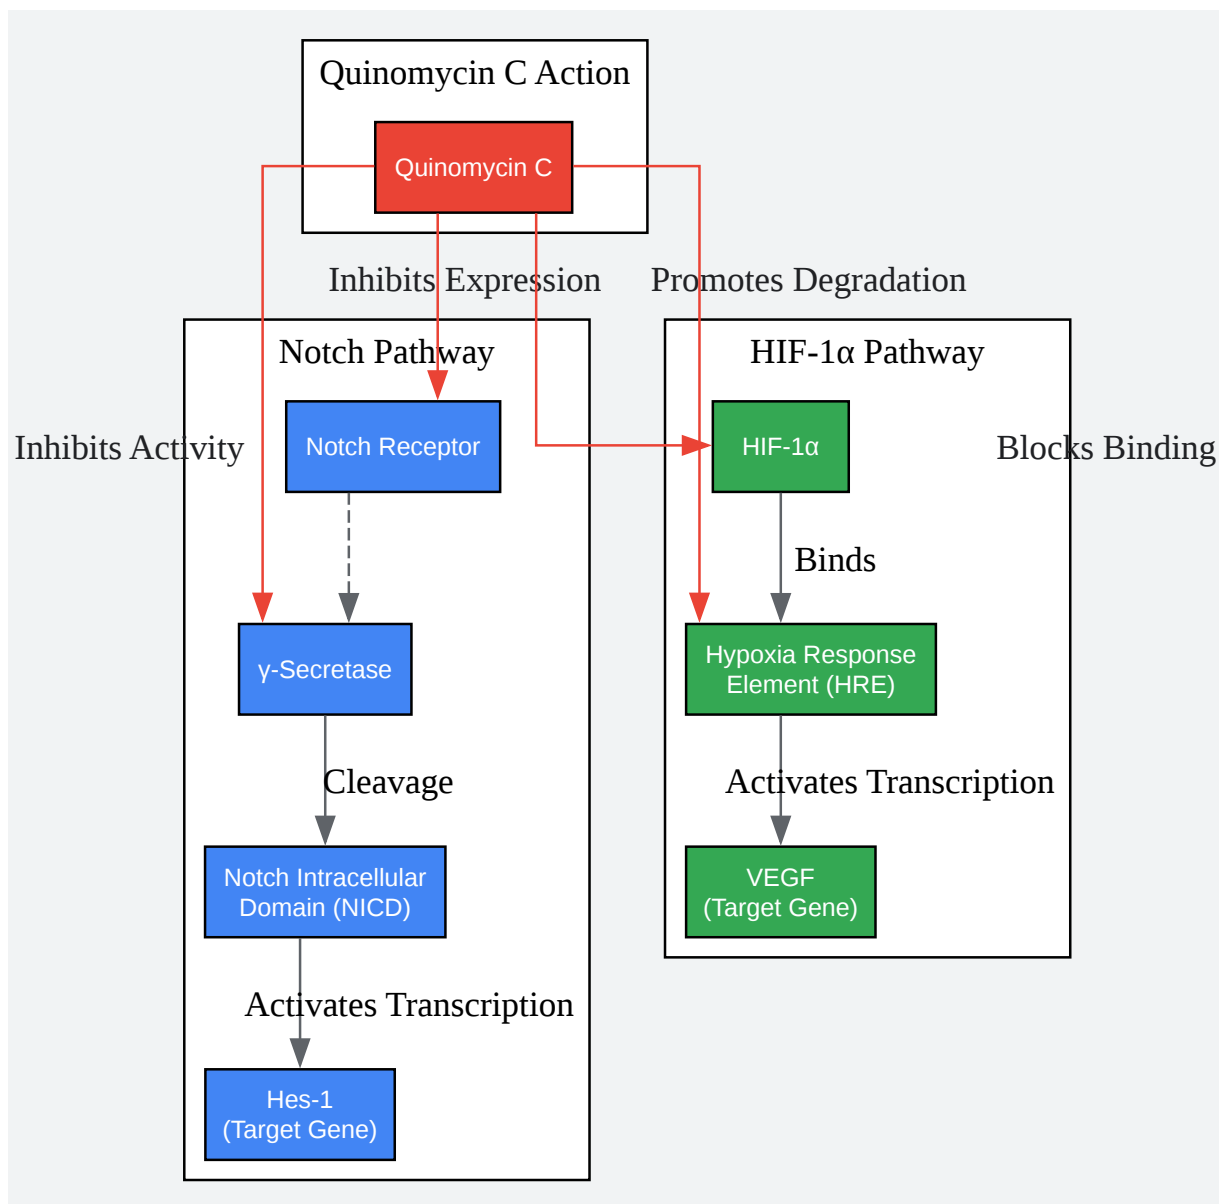 Quinomycin C Action
Quinomycin C
Inhibits Expression
Promotes Degradation
Notch Pathway
HIF-1α Pathway
Inhibits Activity
Notch Receptor
HIF-1α
Blocks Binding
Binds
γ-Secretase
Hypoxia Response
Element (HRE)
Cleavage
Activates Transcription
Notch Intracellular
Domain (NICD)
VEGF
(Target Gene)
Activates Transcription
Hes-1
(Target Gene)